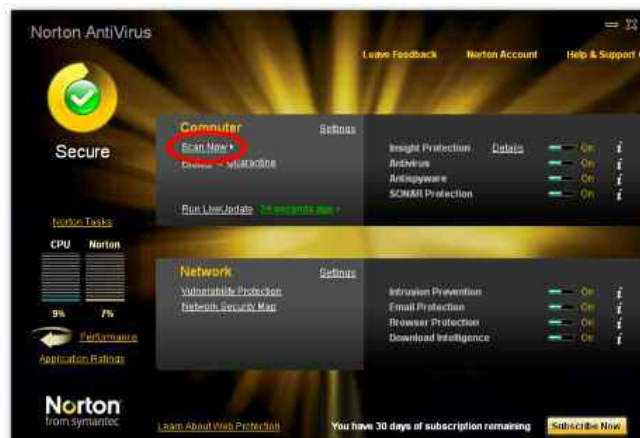 Norton AntiVirus
Leave Feedback Norton Account Help & Support
Secure
Computer Settings
Scan Now
Quarantine
Run LiveUpdate 24 seconds ago
Insight Protection Details On
Antivirus On
Antispyware On
SONAR Protection On
Norton Tasks
CPU Norton
9% 7%
Performance
Application Ratings
Network Settings
Vulnerability Protection
Network Security Map
Intrusion Prevention On
Email Protection On
Browser Protection On
Download Intelligence On
Norton
from symantec
Learn About Web Protection
You have 30 days of subscription remaining
Subscribe Now